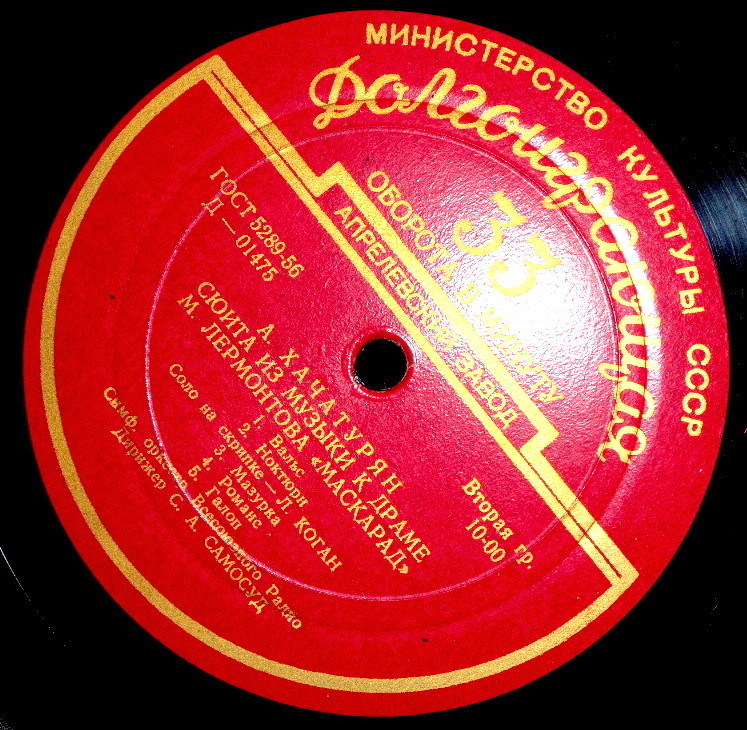 МИНИСТЕРСТВО КУЛЬТУРЫ СССР
Долгоиграющая
33
ОБОРОТА В МИНУТУ
АПРЕЛЕВСКИЙ ЗАВОД
ГОСТ 5289-56
Д — 01475
Вторая гр.
10-00
А. ХАЧАТУРЯН
СЮИТА ИЗ МУЗЫКИ К ДРАМЕ
М. ЛЕРМОНТОВА «МАСКАРАД»
1. Вальс
2. Ноктюрн
Соло на скрипке — Л. КОГАН
3. Мазурка
4. Романс
5. Галоп
Симф. оркестр Всесоюзного Радио
Дирижер С. А. САМОСУД